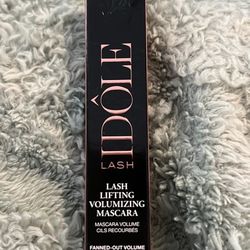 IDÔLE
LASH
LASH
LIFTING
VOLUMIZING
MASCARA
MASCARA VOLUME
CILS RECOURBÉS
FANNED-OUT VOLUME